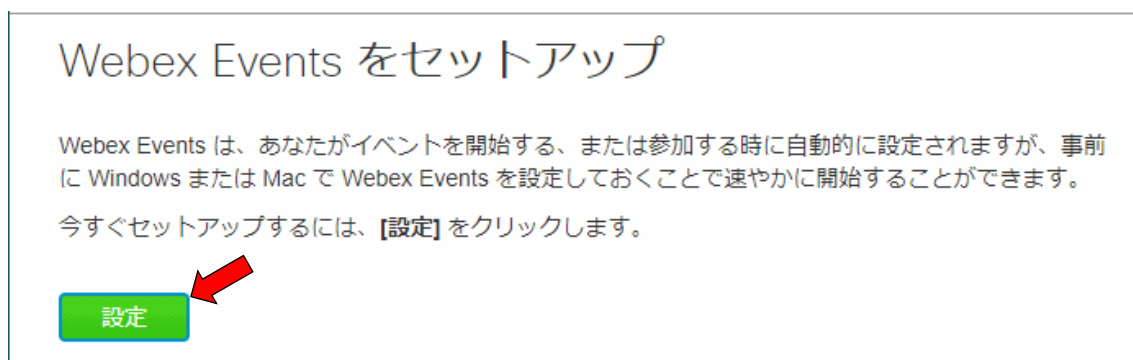 Webex Events をセットアップ
Webex Events は、あなたがイベントを開始する、または参加する時に自動的に設定されますが、事前
に Windows または Mac で Webex Events を設定しておくことで速やかに開始することができます。
今すぐセットアップするには、[設定] をクリックします。
設定